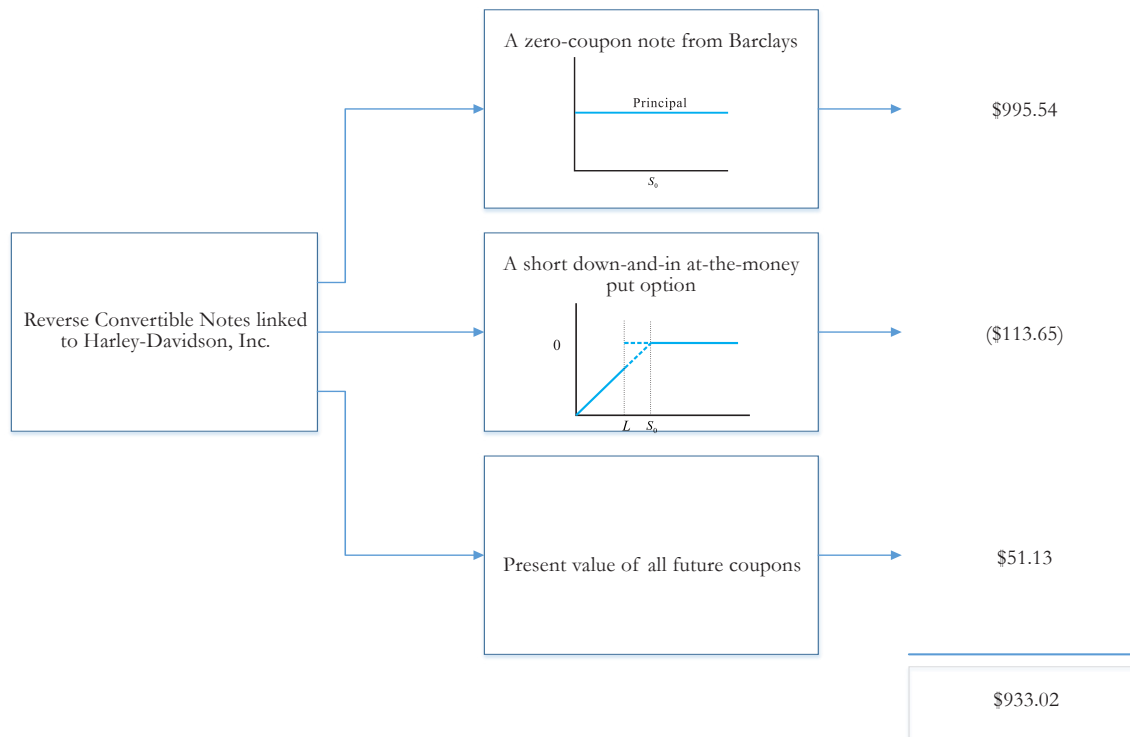 A zero-coupon note from Barclays
Principal
S₀
$995.54
Reverse Convertible Notes linked
to Harley-Davidson, Inc.
A short down-and-in at-the-money
put option
0
L S₀
($113.65)
Present value of all future coupons
$51.13
$933.02